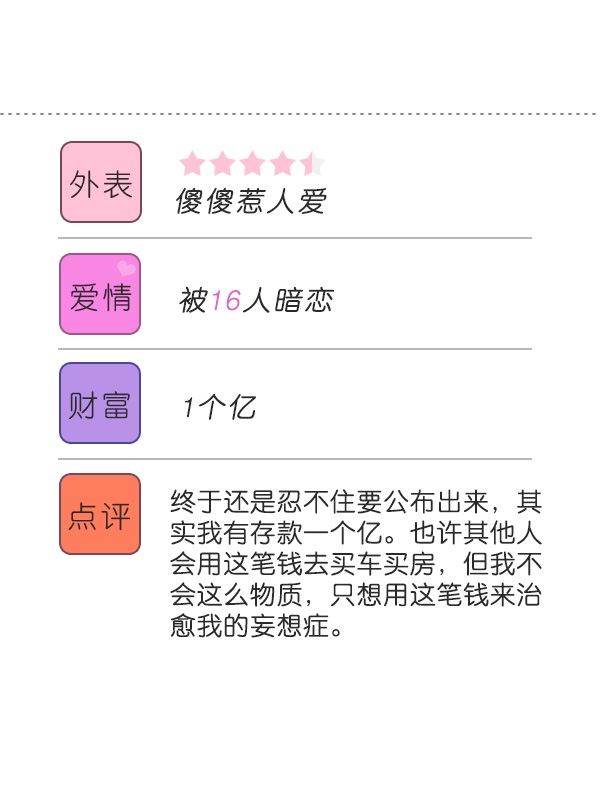 外表
傻傻惹人爱
爱情
被16人暗恋
财富
1个亿
点评
终于还是忍不住要公布出来，其
实我有存款一个亿。也许其他人
会用这笔钱去买车买房，但我不
会这么物质，只想用这笔钱来治
愈我的妄想症。